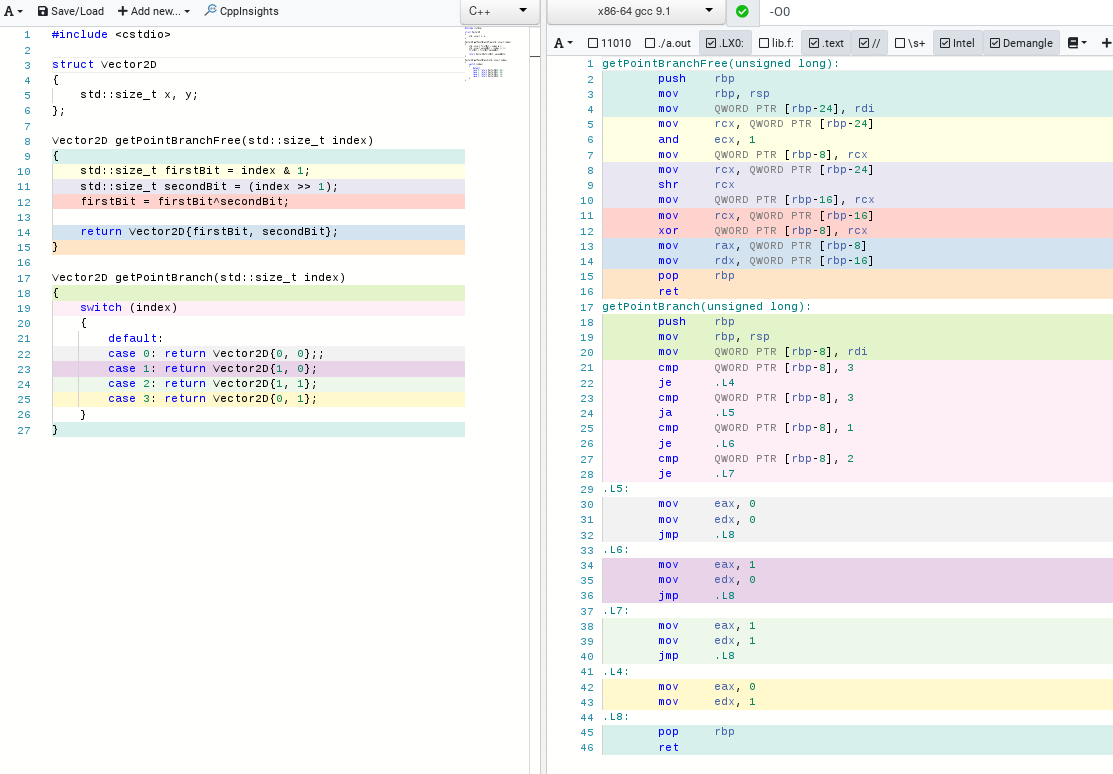 A Save/Load Add new... CppInsights C++
1 #include <cstdio>
2
3 struct Vector2D
4 {
5 std::size_t x, y;
6 };
7
8 Vector2D getPointBranchFree(std::size_t index)
9 {
10 std::size_t firstBit = index & 1;
11 std::size_t secondBit = (index >> 1);
12 firstBit = firstBit^secondBit;
13
14 return Vector2D{firstBit, secondBit};
15 }
16
17 Vector2D getPointBranch(std::size_t index)
18 {
19 switch (index)
20 {
21 default:
22 case 0: return Vector2D{0, 0};;
23 case 1: return Vector2D{1, 0};
24 case 2: return Vector2D{1, 1};
25 case 3: return Vector2D{0, 1};
26 }
27 }
x86-64 gcc 9.1 -O0
A 11010 ./a.out .LX0: lib.f: .text // \s+ Intel Demangle
1 getPointBranchFree(unsigned long):
2 push rbp
3 mov rbp, rsp
4 mov QWORD PTR [rbp-24], rdi
5 mov rcx, QWORD PTR [rbp-24]
6 and ecx, 1
7 mov QWORD PTR [rbp-8], rcx
8 mov rcx, QWORD PTR [rbp-24]
9 shr rcx
10 mov QWORD PTR [rbp-16], rcx
11 mov rcx, QWORD PTR [rbp-16]
12 xor QWORD PTR [rbp-8], rcx
13 mov rax, QWORD PTR [rbp-8]
14 mov rdx, QWORD PTR [rbp-16]
15 pop rbp
16 ret
17 getPointBranch(unsigned long):
18 push rbp
19 mov rbp, rsp
20 mov QWORD PTR [rbp-8], rdi
21 cmp QWORD PTR [rbp-8], 3
22 je .L4
23 cmp QWORD PTR [rbp-8], 3
24 ja .L5
25 cmp QWORD PTR [rbp-8], 1
26 je .L6
27 cmp QWORD PTR [rbp-8], 2
28 je .L7
29 .L5:
30 mov eax, 0
31 mov edx, 0
32 jmp .L8
33 .L6:
34 mov eax, 1
35 mov edx, 0
36 jmp .L8
37 .L7:
38 mov eax, 1
39 mov edx, 1
40 jmp .L8
41 .L4:
42 mov eax, 0
43 mov edx, 1
44 .L8:
45 pop rbp
46 ret